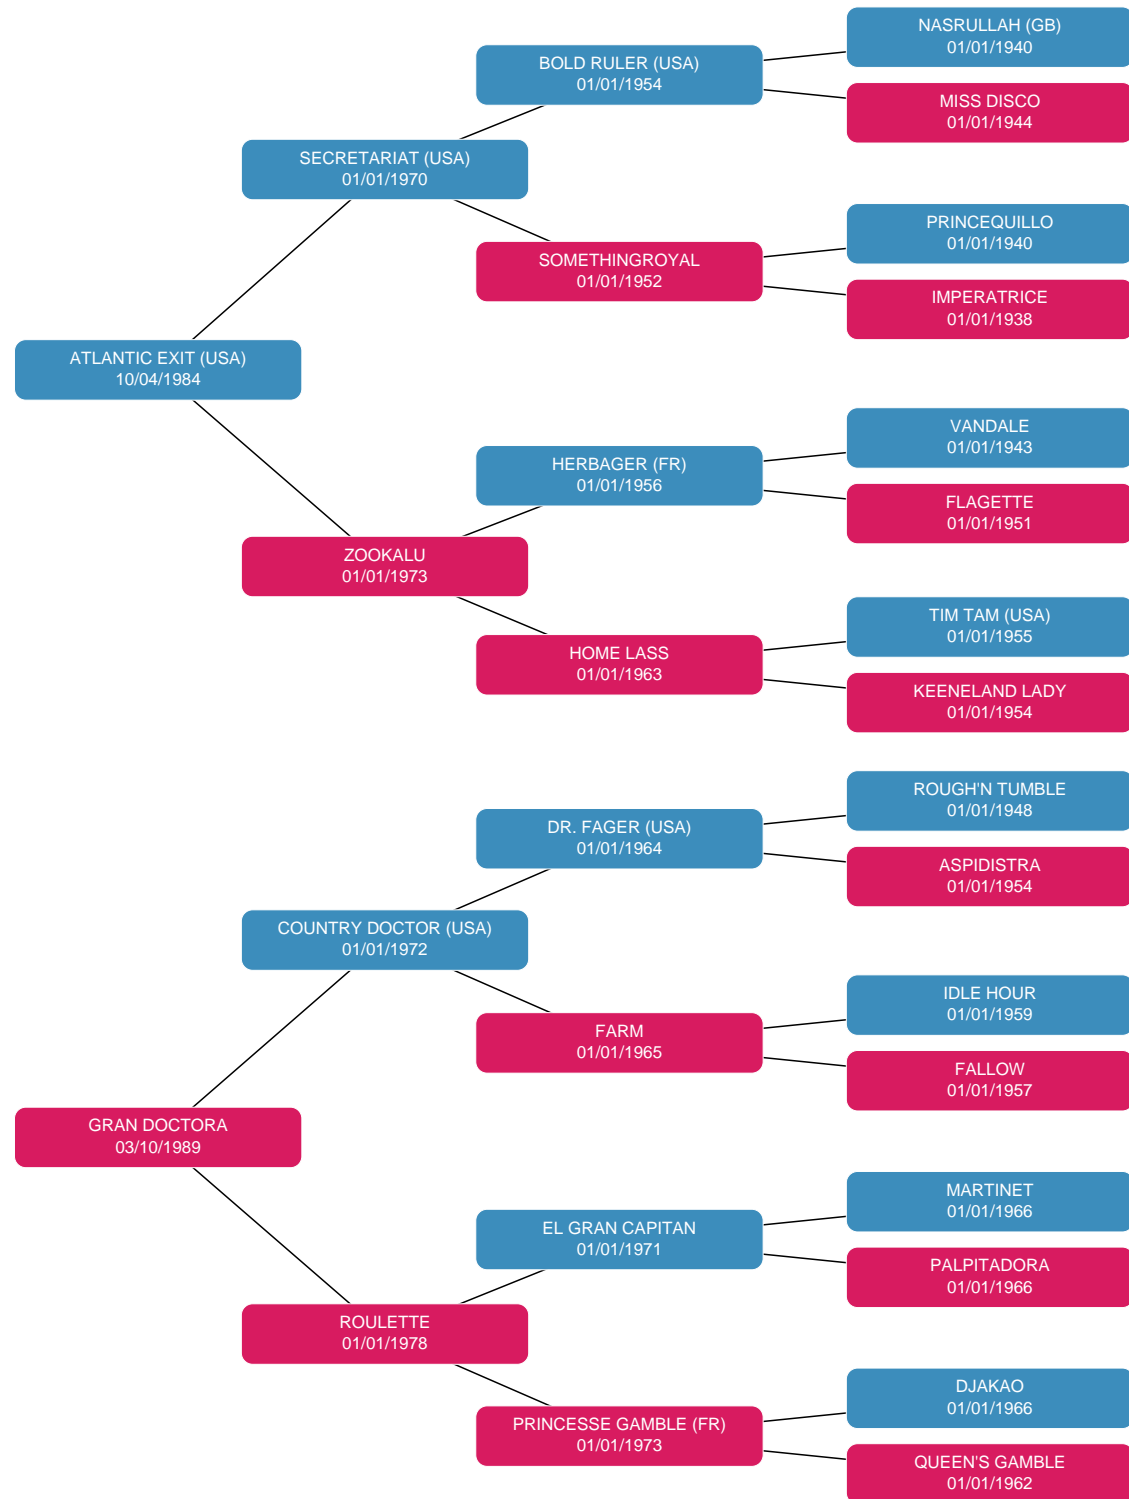 NASRULLAH (GB)
01/01/1940
BOLD RULER (USA)
01/01/1954
MISS DISCO
01/01/1944
SECRETARIAT (USA)
01/01/1970
PRINCEQUILLO
01/01/1940
SOMETHINGROYAL
01/01/1952
IMPERATRICE
01/01/1938
ATLANTIC EXIT (USA)
10/04/1984
VANDALE
01/01/1943
HERBAGER (FR)
01/01/1956
FLAGETTE
01/01/1951
ZOOKALU
01/01/1973
TIM TAM (USA)
01/01/1955
HOME LASS
01/01/1963
KEENELAND LADY
01/01/1954
ROUGH'N TUMBLE
01/01/1948
DR. FAGER (USA)
01/01/1964
ASPIDISTRA
01/01/1954
COUNTRY DOCTOR (USA)
01/01/1972
IDLE HOUR
01/01/1959
FARM
01/01/1965
FALLOW
01/01/1957
GRAN DOCTORA
03/10/1989
MARTINET
01/01/1966
EL GRAN CAPITAN
01/01/1971
PALPITADORA
01/01/1966
ROULETTE
01/01/1978
DJAKAO
01/01/1966
PRINCESSE GAMBLE (FR)
01/01/1973
QUEEN'S GAMBLE
01/01/1962